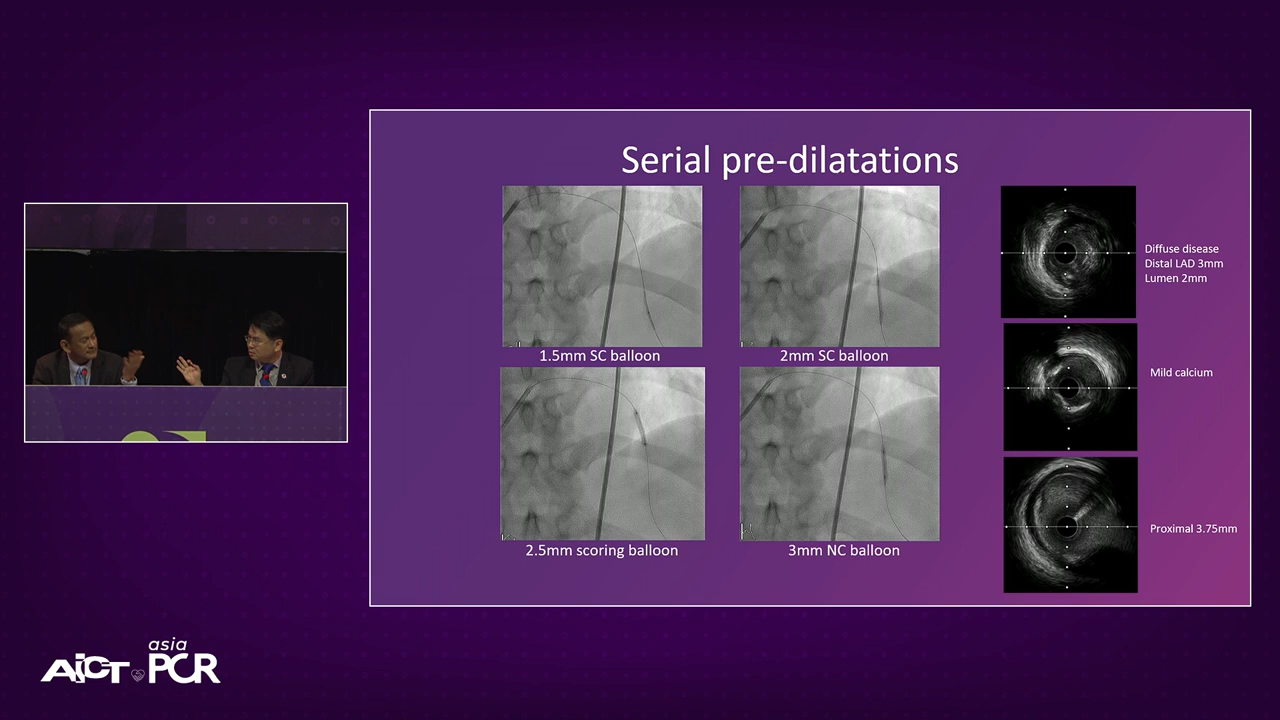 Serial pre-dilatations
1.5mm SC balloon
2mm SC balloon
2.5mm scoring balloon
3mm NC balloon
Diffuse disease
Distal LAD 3mm
Lumen 2mm
Mild calcium
Proximal 3.75mm
asia
AICT PCR